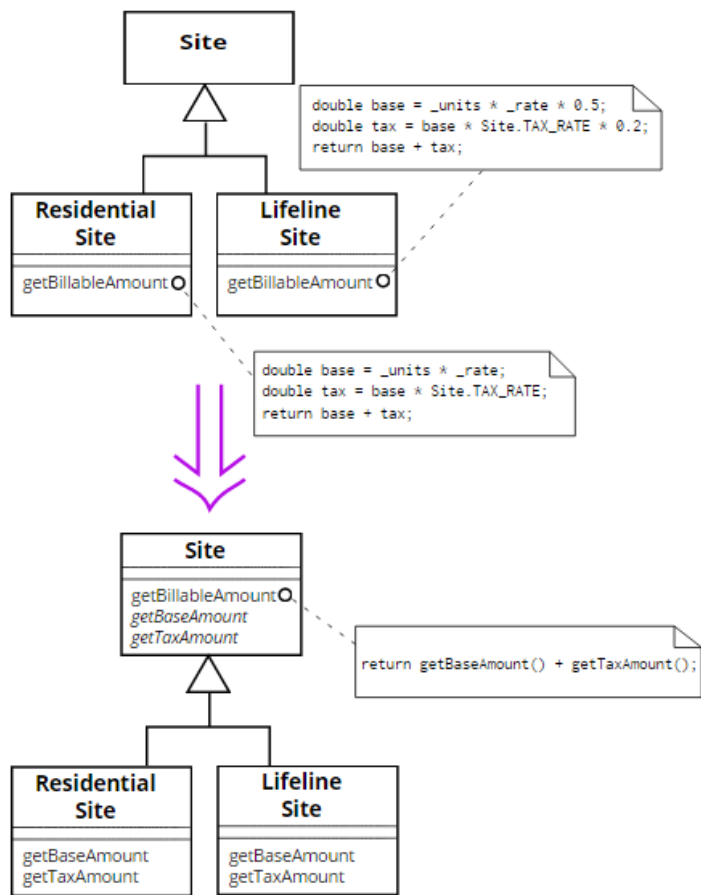 Site
double base = _units * _rate * 0.5;
double tax = base * Site.TAX_RATE * 0.2;
return base + tax;
Residential
Site
getBillableAmount
Lifeline
Site
getBillableAmount
double base = _units * _rate;
double tax = base * Site.TAX_RATE;
return base + tax;
Site
getBillableAmount
getBaseAmount
getTaxAmount
return getBaseAmount() + getTaxAmount();
Residential
Site
getBaseAmount
getTaxAmount
Lifeline
Site
getBaseAmount
getTaxAmount